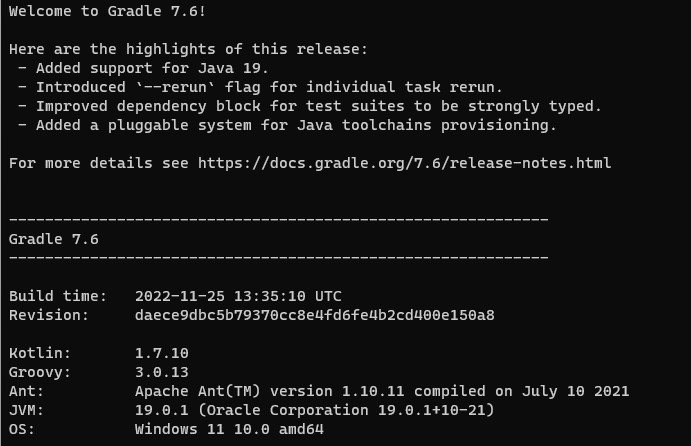 Welcome to Gradle 7.6!
Here are the highlights of this release:
- Added support for Java 19.
- Introduced `--rerun` flag for individual task rerun.
- Improved dependency block for test suites to be strongly typed.
- Added a pluggable system for Java toolchains provisioning.
For more details see https://docs.gradle.org/7.6/release-notes.html
------------------------------------------------------------
Gradle 7.6
------------------------------------------------------------
Build time:   2022-11-25 13:35:10 UTC
Revision:     daece9dbc5b79370cc8e4fd6fe4b2cd400e150a8
Kotlin:       1.7.10
Groovy:       3.0.13
Ant:          Apache Ant(TM) version 1.10.11 compiled on July 10 2021
JVM:          19.0.1 (Oracle Corporation 19.0.1+10-21)
OS:           Windows 11 10.0 amd64